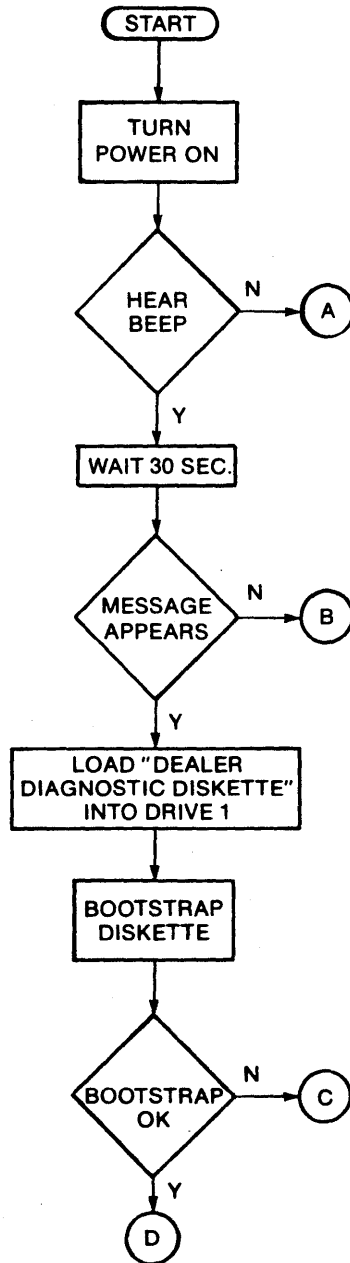 START
TURN
POWER ON
HEAR
BEEP
N
A
Y
WAIT 30 SEC.
MESSAGE
APPEARS
N
B
Y
LOAD "DEALER
DIAGNOSTIC DISKETTE"
INTO DRIVE 1
BOOTSTRAP
DISKETTE
BOOTSTRAP
OK
N
C
Y
D